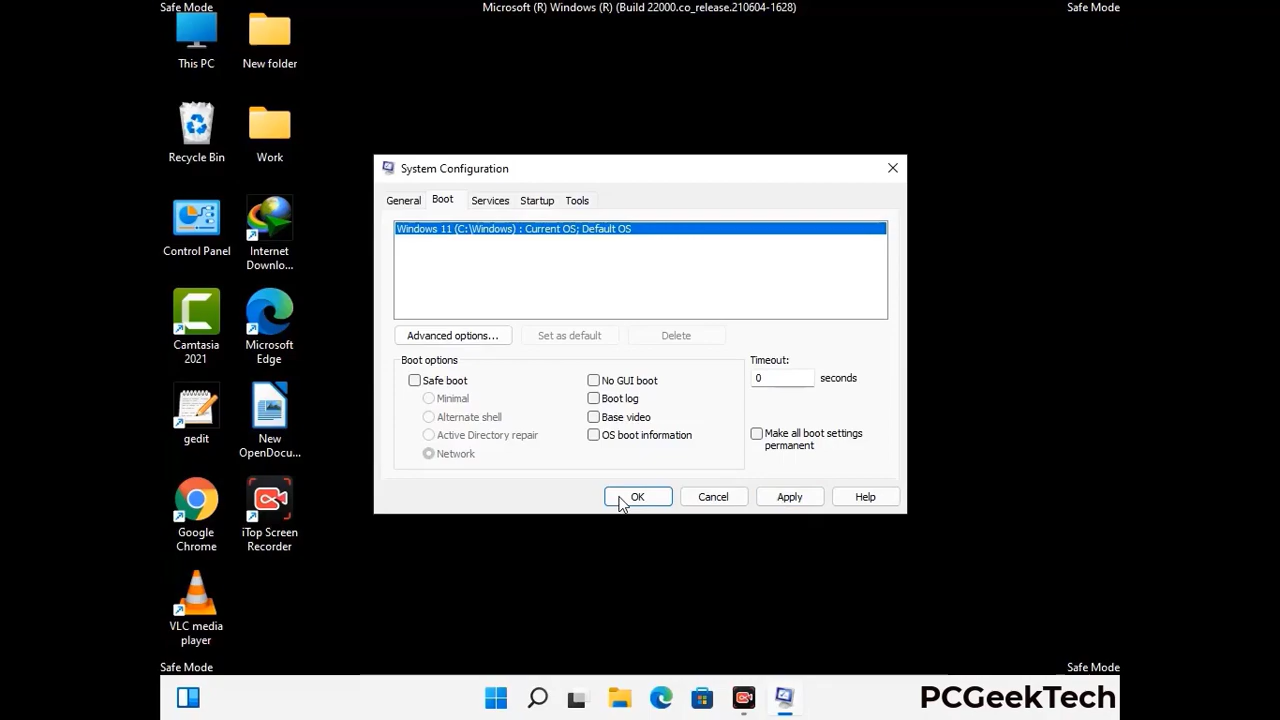 Safe Mode
Microsoft (R) Windows (R) (Build 22000.co_release.210604-1628)
Safe Mode
This PC
New folder
Recycle Bin
Work
Control Panel
Internet
Downlo...
Camtasia
2021
Microsoft
Edge
gedit
New
OpenDocu...
Google
Chrome
iTop Screen
Recorder
VLC media
player
System Configuration
General
Boot
Services
Startup
Tools
Windows 11 (C:\Windows) : Current OS; Default OS
Advanced options...
Set as default
Delete
Boot options
Safe boot
Minimal
Alternate shell
Active Directory repair
Network
No GUI boot
Boot log
Base video
OS boot information
Timeout:
0 seconds
Make all boot settings
permanent
OK
Cancel
Apply
Help
Safe Mode
Safe Mode
PCGeekTech